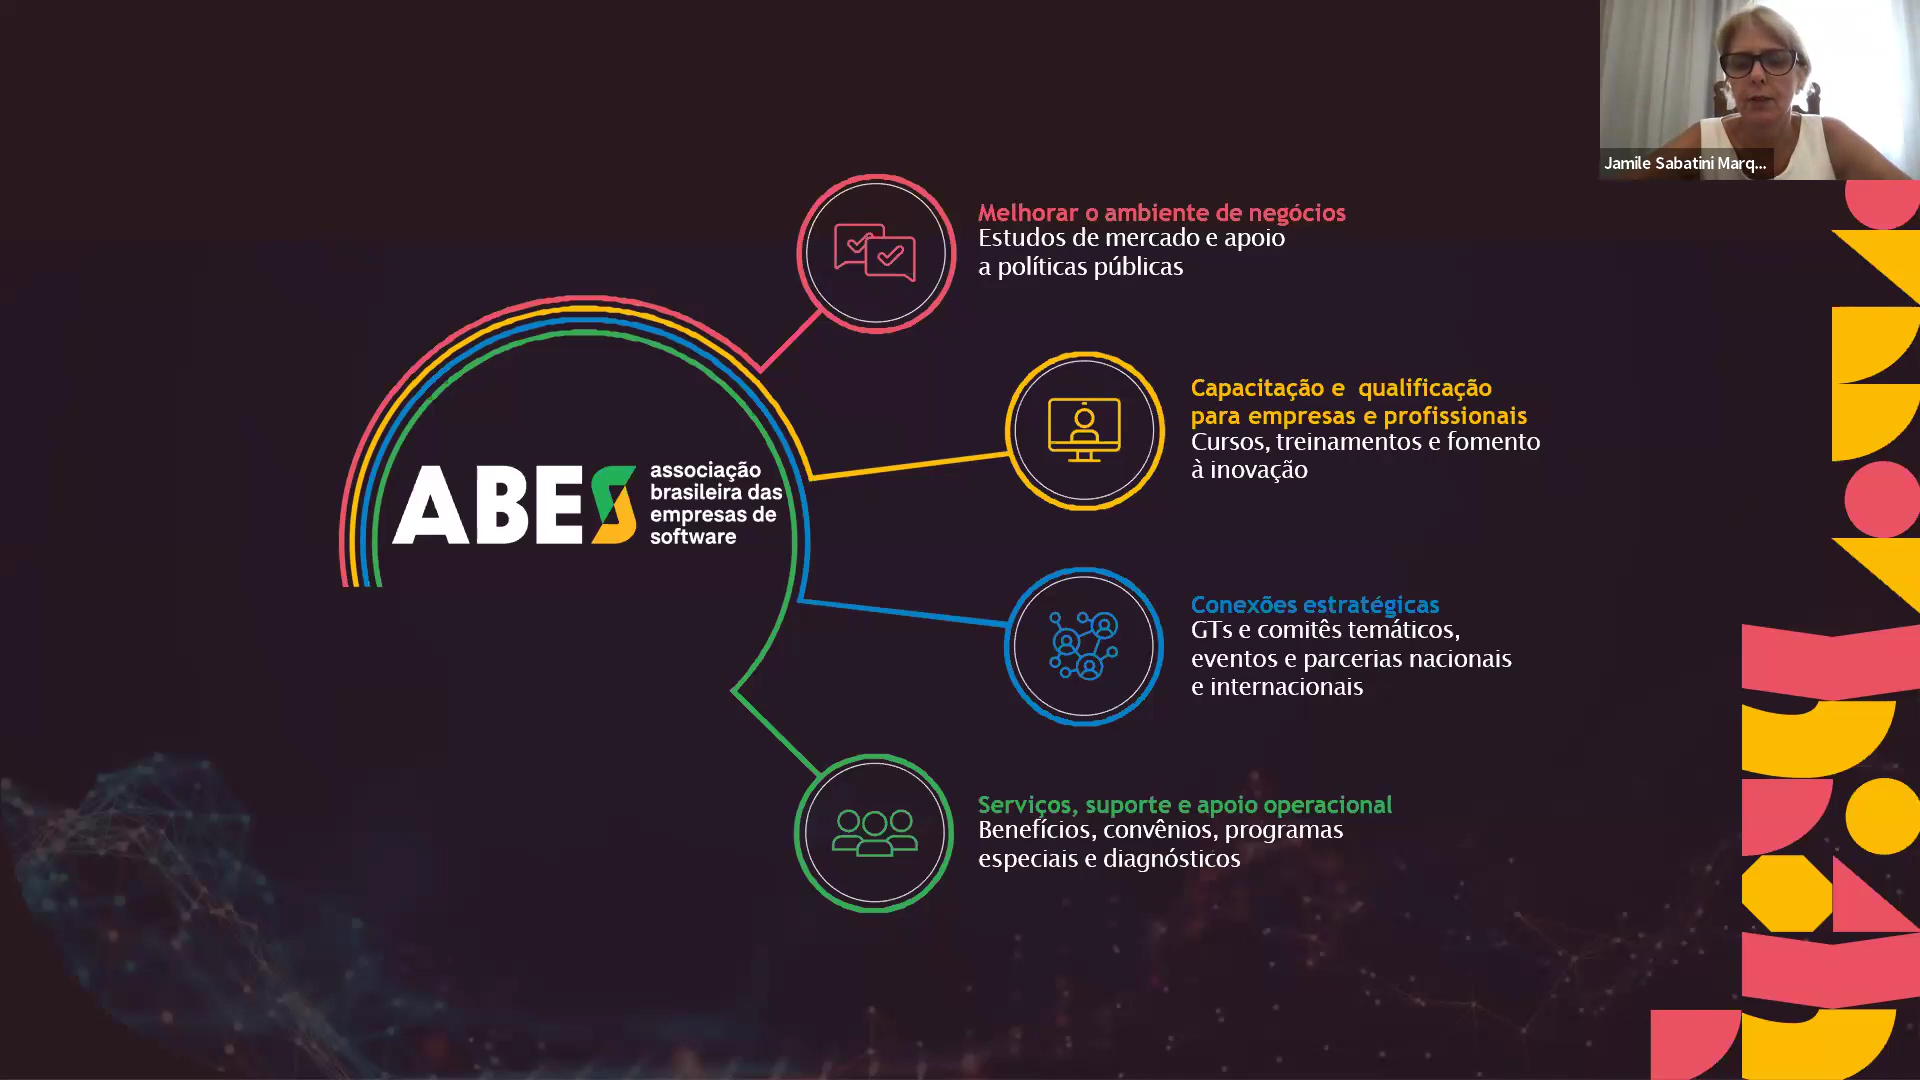 Jamile Sabatini Marq...
Melhorar o ambiente de negócios
Estudos de mercado e apoio
a políticas públicas
Capacitação e  qualificação
para empresas e profissionais
Cursos, treinamentos e fomento
à inovação
ABES
associação
brasileira das
empresas de
software
Conexões estratégicas
GTs e comitês temáticos,
eventos e parcerias nacionais
e internacionais
Serviços, suporte e apoio operacional
Benefícios, convênios, programas
especiais e diagnósticos